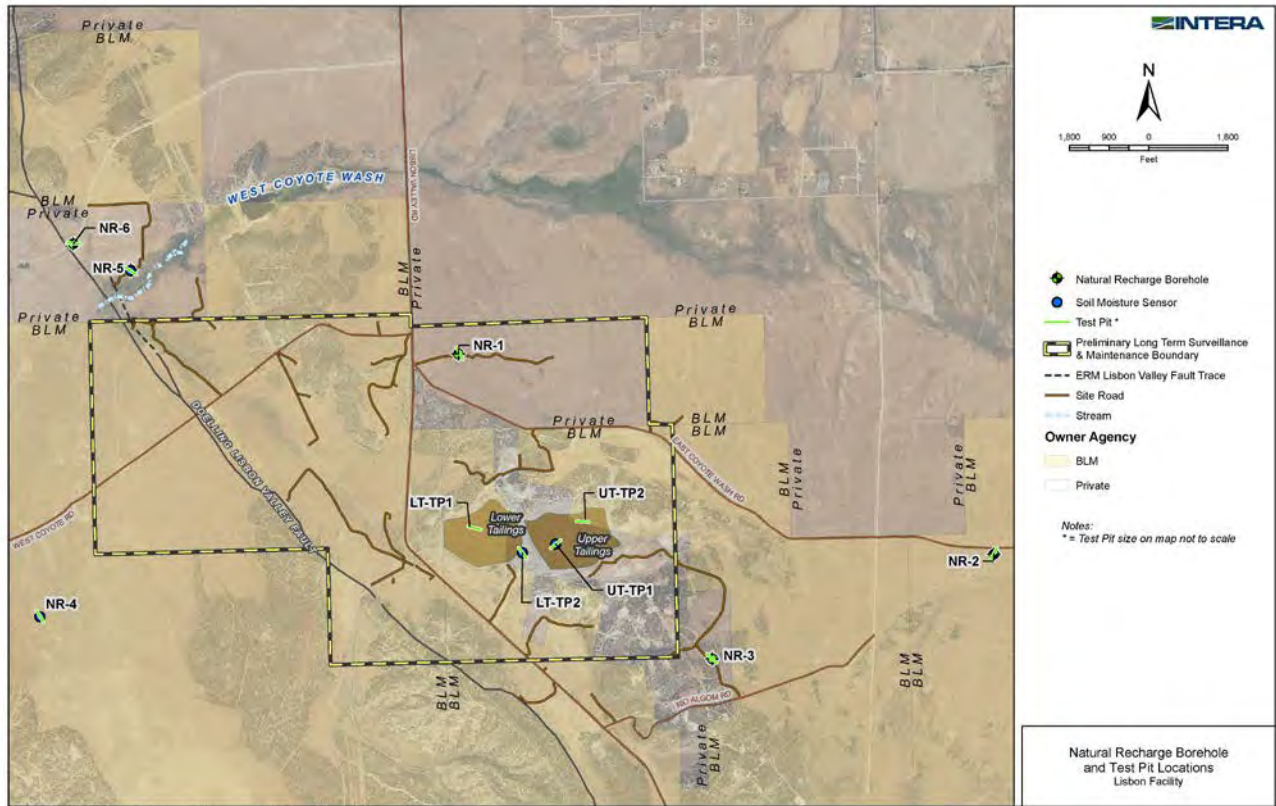 Private
BLM
WEST COYOTE WASH
LISBON VALLEY RD
BLM
Private
NR-6
NR-5
Private
BLM
BLM
Private
Private
BLM
NR-1
Private
BLM
BLM
BLM
EAST COYOTE WASH RD
BLM
Private
Private
BLM
DOELLING LISBON VALLEY FAULT
LT-TP1
UT-TP2
Lower
Tailings
Upper
Tailings
WEST COYOTE RD
NR-2
NR-4
LT-TP2
UT-TP1
NR-3
BLM
BLM
BLM
BLM
RIO ALGOM RD
Private
BLM
INTERA
N
1,800 900 0 1,800
Feet
Natural Recharge Borehole
Soil Moisture Sensor
Test Pit *
Preliminary Long Term Surveillance
& Maintenance Boundary
ERM Lisbon Valley Fault Trace
Site Road
Stream
Owner Agency
BLM
Private
Notes:
* = Test Pit size on map not to scale
Natural Recharge Borehole
and Test Pit Locations
Lisbon Facility